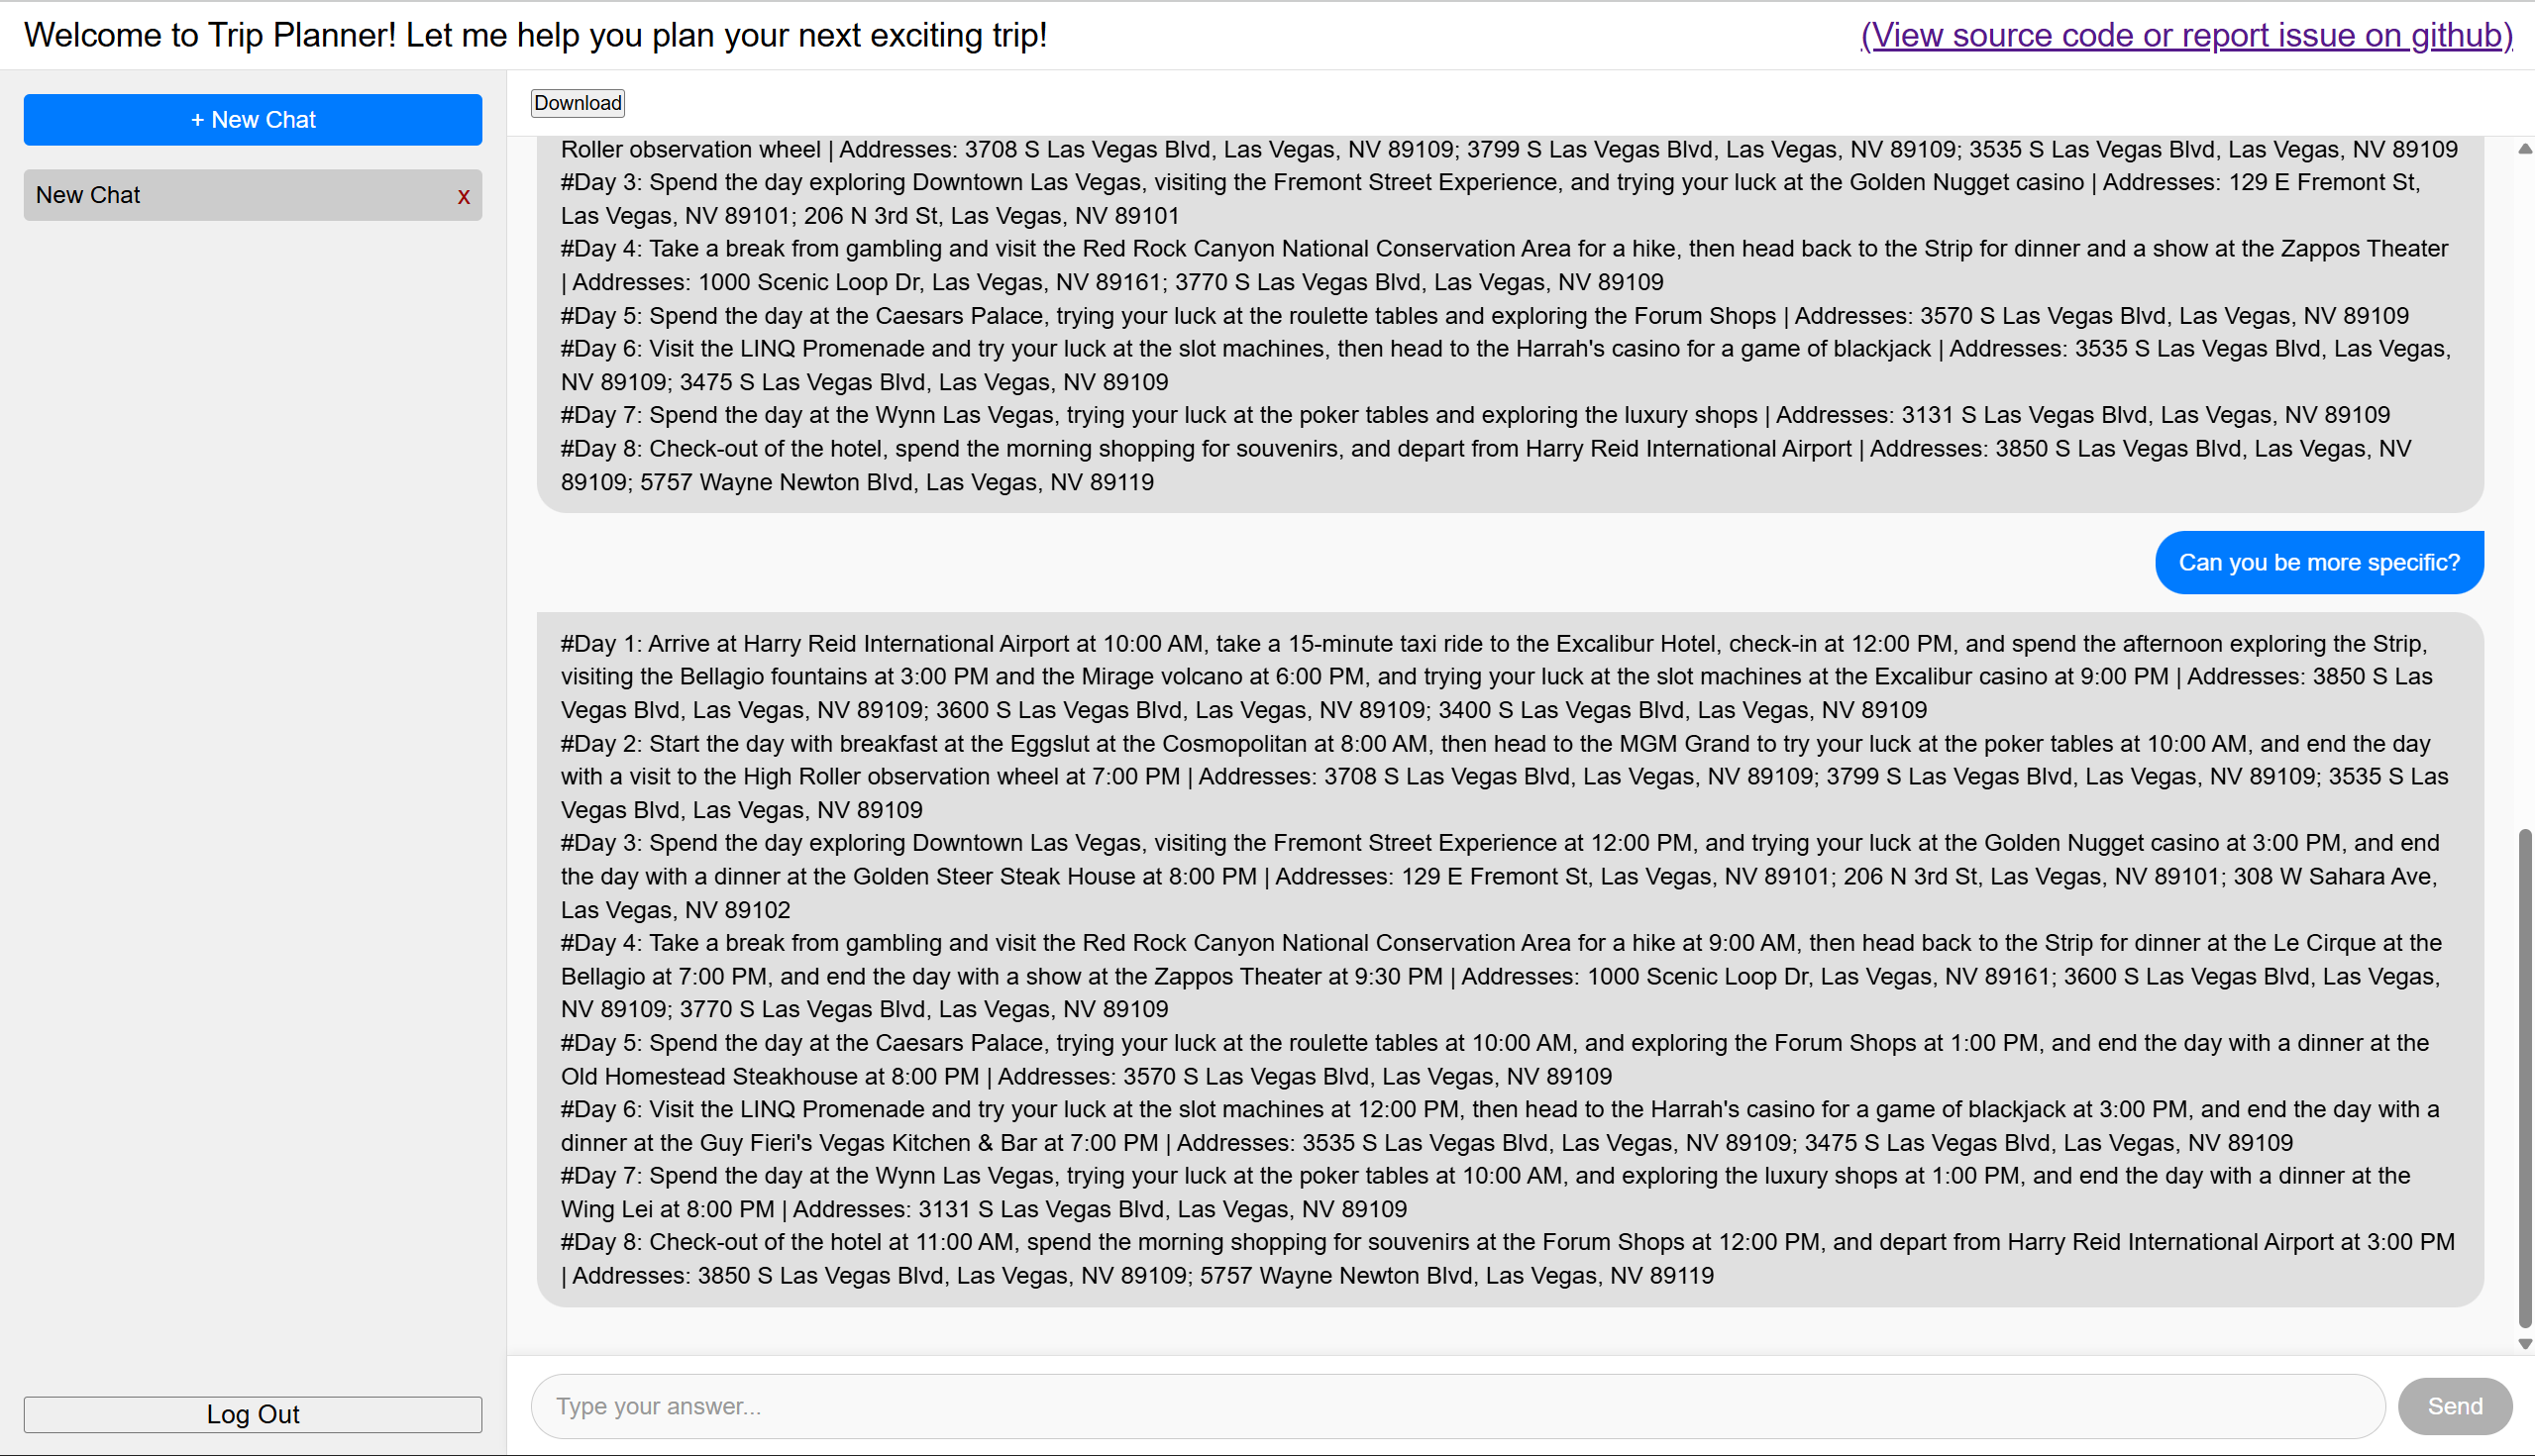 Welcome to Trip Planner! Let me help you plan your next exciting trip!
(View source code or report issue on github)
+ New Chat
New Chat
x
Log Out
Download
Roller observation wheel | Addresses: 3708 S Las Vegas Blvd, Las Vegas, NV 89109; 3799 S Las Vegas Blvd, Las Vegas, NV 89109; 3535 S Las Vegas Blvd, Las Vegas, NV 89109
#Day 3: Spend the day exploring Downtown Las Vegas, visiting the Fremont Street Experience, and trying your luck at the Golden Nugget casino | Addresses: 129 E Fremont St,
Las Vegas, NV 89101; 206 N 3rd St, Las Vegas, NV 89101
#Day 4: Take a break from gambling and visit the Red Rock Canyon National Conservation Area for a hike, then head back to the Strip for dinner and a show at the Zappos Theater
| Addresses: 1000 Scenic Loop Dr, Las Vegas, NV 89161; 3770 S Las Vegas Blvd, Las Vegas, NV 89109
#Day 5: Spend the day at the Caesars Palace, trying your luck at the roulette tables and exploring the Forum Shops | Addresses: 3570 S Las Vegas Blvd, Las Vegas, NV 89109
#Day 6: Visit the LINQ Promenade and try your luck at the slot machines, then head to the Harrah's casino for a game of blackjack | Addresses: 3535 S Las Vegas Blvd, Las Vegas,
NV 89109; 3475 S Las Vegas Blvd, Las Vegas, NV 89109
#Day 7: Spend the day at the Wynn Las Vegas, trying your luck at the poker tables and exploring the luxury shops | Addresses: 3131 S Las Vegas Blvd, Las Vegas, NV 89109
#Day 8: Check-out of the hotel, spend the morning shopping for souvenirs, and depart from Harry Reid International Airport | Addresses: 3850 S Las Vegas Blvd, Las Vegas, NV
89109; 5757 Wayne Newton Blvd, Las Vegas, NV 89119
Can you be more specific?
#Day 1: Arrive at Harry Reid International Airport at 10:00 AM, take a 15-minute taxi ride to the Excalibur Hotel, check-in at 12:00 PM, and spend the afternoon exploring the Strip,
visiting the Bellagio fountains at 3:00 PM and the Mirage volcano at 6:00 PM, and trying your luck at the slot machines at the Excalibur casino at 9:00 PM | Addresses: 3850 S Las
Vegas Blvd, Las Vegas, NV 89109; 3600 S Las Vegas Blvd, Las Vegas, NV 89109; 3400 S Las Vegas Blvd, Las Vegas, NV 89109
#Day 2: Start the day with breakfast at the Eggslut at the Cosmopolitan at 8:00 AM, then head to the MGM Grand to try your luck at the poker tables at 10:00 AM, and end the day
with a visit to the High Roller observation wheel at 7:00 PM | Addresses: 3708 S Las Vegas Blvd, Las Vegas, NV 89109; 3799 S Las Vegas Blvd, Las Vegas, NV 89109; 3535 S Las
Vegas Blvd, Las Vegas, NV 89109
#Day 3: Spend the day exploring Downtown Las Vegas, visiting the Fremont Street Experience at 12:00 PM, and trying your luck at the Golden Nugget casino at 3:00 PM, and end
the day with a dinner at the Golden Steer Steak House at 8:00 PM | Addresses: 129 E Fremont St, Las Vegas, NV 89101; 206 N 3rd St, Las Vegas, NV 89101; 308 W Sahara Ave,
Las Vegas, NV 89102
#Day 4: Take a break from gambling and visit the Red Rock Canyon National Conservation Area for a hike at 9:00 AM, then head back to the Strip for dinner at the Le Cirque at the
Bellagio at 7:00 PM, and end the day with a show at the Zappos Theater at 9:30 PM | Addresses: 1000 Scenic Loop Dr, Las Vegas, NV 89161; 3600 S Las Vegas Blvd, Las Vegas,
NV 89109; 3770 S Las Vegas Blvd, Las Vegas, NV 89109
#Day 5: Spend the day at the Caesars Palace, trying your luck at the roulette tables at 10:00 AM, and exploring the Forum Shops at 1:00 PM, and end the day with a dinner at the
Old Homestead Steakhouse at 8:00 PM | Addresses: 3570 S Las Vegas Blvd, Las Vegas, NV 89109
#Day 6: Visit the LINQ Promenade and try your luck at the slot machines at 12:00 PM, then head to the Harrah's casino for a game of blackjack at 3:00 PM, and end the day with a
dinner at the Guy Fieri's Vegas Kitchen & Bar at 7:00 PM | Addresses: 3535 S Las Vegas Blvd, Las Vegas, NV 89109; 3475 S Las Vegas Blvd, Las Vegas, NV 89109
#Day 7: Spend the day at the Wynn Las Vegas, trying your luck at the poker tables at 10:00 AM, and exploring the luxury shops at 1:00 PM, and end the day with a dinner at the
Wing Lei at 8:00 PM | Addresses: 3131 S Las Vegas Blvd, Las Vegas, NV 89109
#Day 8: Check-out of the hotel at 11:00 AM, spend the morning shopping for souvenirs at the Forum Shops at 12:00 PM, and depart from Harry Reid International Airport at 3:00 PM
| Addresses: 3850 S Las Vegas Blvd, Las Vegas, NV 89109; 5757 Wayne Newton Blvd, Las Vegas, NV 89119
Type your answer...
Send